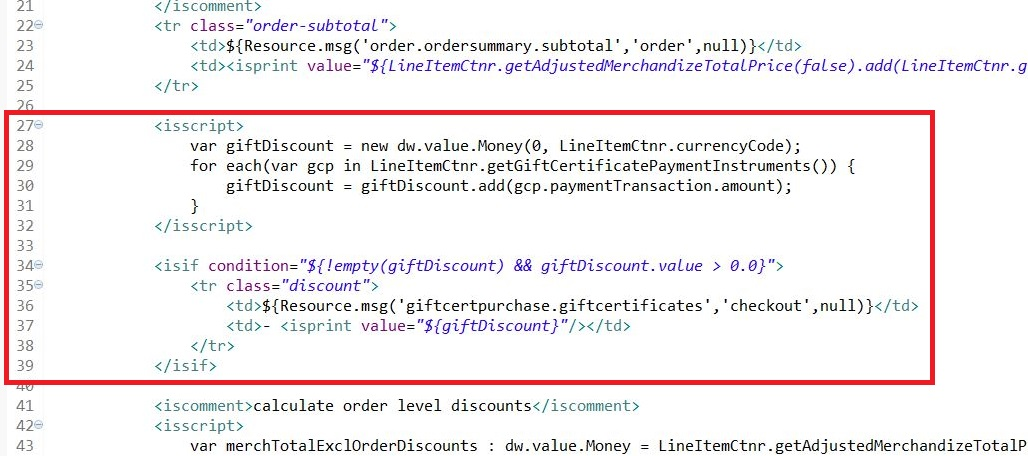 21 </iscomment>
22 <tr class="order-subtotal">
23 <td>${Resource.msg('order.ordersummary.subtotal','order',null)}</td>
24 <td><isprint value="${LineItemCtnr.getAdjustedMerchandizeTotalPrice(false).add(LineItemCtnr.g
25 </tr>
26
27 <isscript>
28 var giftDiscount = new dw.value.Money(0, LineItemCtnr.currencyCode);
29 for each(var gcp in LineItemCtnr.getGiftCertificatePaymentInstruments()) {
30 giftDiscount = giftDiscount.add(gcp.paymentTransaction.amount);
31 }
32 </isscript>
33
34 <isif condition="${!empty(giftDiscount) && giftDiscount.value > 0.0}">
35 <tr class="discount">
36 <td>${Resource.msg('giftcertpurchase.giftcertificates','checkout',null)}</td>
37 <td>- <isprint value="${giftDiscount}"/></td>
38 </tr>
39 </isif>
40
41 <iscomment>calculate order level discounts</iscomment>
42 <isscript>
43 var merchTotalExclOrderDiscounts : dw.value.Money = LineItemCtnr.getAdjustedMerchandizeTotalP